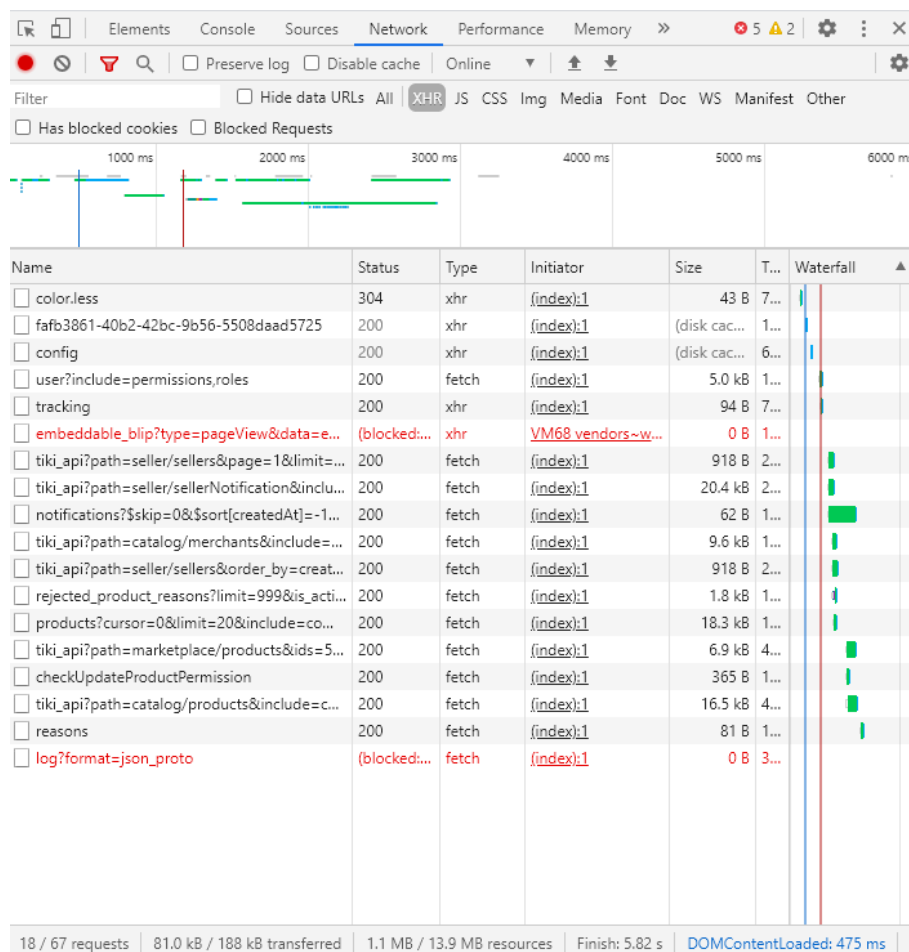 Elements Console Sources Network Performance Memory » 5 2
Preserve log Disable cache Online
Filter Hide data URLs All XHR JS CSS Img Media Font Doc WS Manifest Other
Has blocked cookies Blocked Requests
1000 ms 2000 ms 3000 ms 4000 ms 5000 ms 6000 m
Name Status Type Initiator Size T... Waterfall
color.less 304 xhr (index):1 43 B 7...
fafb3861-40b2-42bc-9b56-5508daad5725 200 xhr (index):1 (disk cac... 1...
config 200 xhr (index):1 (disk cac... 6...
user?include=permissions,roles 200 fetch (index):1 5.0 kB 1...
tracking 200 xhr (index):1 94 B 7...
embeddable_blip?type=pageView&data=e... (blocked:... xhr VM68 vendors~w... 0 B 1...
tiki_api?path=seller/sellers&page=1&limit=... 200 fetch (index):1 918 B 2...
tiki_api?path=seller/sellerNotification&inclu... 200 fetch (index):1 20.4 kB 2...
notifications?$skip=0&$sort[createdAt]=-1... 200 fetch (index):1 62 B 1...
tiki_api?path=catalog/merchants&include=... 200 fetch (index):1 9.6 kB 1...
tiki_api?path=seller/sellers&order_by=creat... 200 fetch (index):1 918 B 2...
rejected_product_reasons?limit=999&is_acti... 200 fetch (index):1 1.8 kB 1...
products?cursor=0&limit=20&include=co... 200 fetch (index):1 18.3 kB 1...
tiki_api?path=marketplace/products&ids=5... 200 fetch (index):1 6.9 kB 4...
checkUpdateProductPermission 200 fetch (index):1 365 B 1...
tiki_api?path=catalog/products&include=c... 200 fetch (index):1 16.5 kB 4...
reasons 200 fetch (index):1 81 B 1...
log?format=json_proto (blocked:... fetch (index):1 0 B 3...
18 / 67 requests 81.0 kB / 188 kB transferred 1.1 MB / 13.9 MB resources Finish: 5.82 s DOMContentLoaded: 475 ms